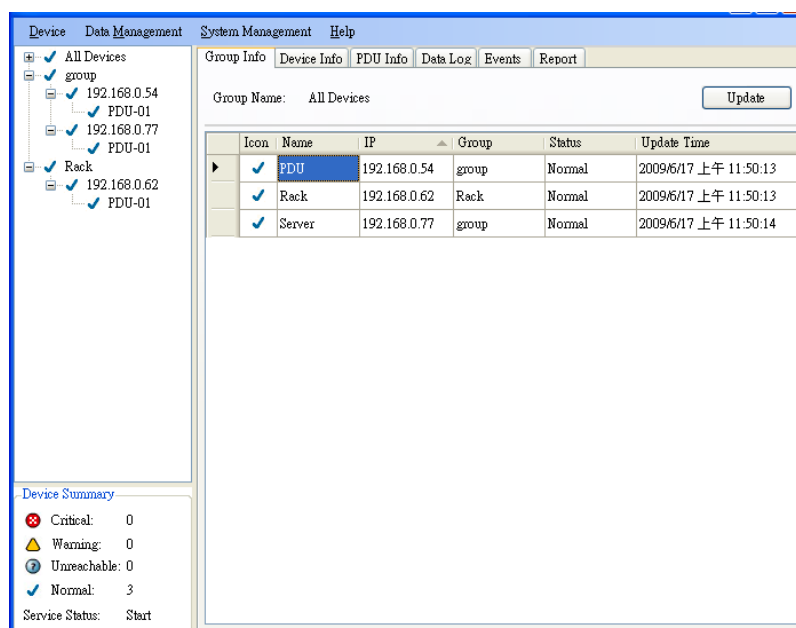 Device Data Management System Management Help
All Devices
group
192.168.0.54
PDU-01
192.168.0.77
PDU-01
Rack
192.168.0.62
PDU-01
Device Summary
Critical: 0
Warning: 0
Unreachable: 0
Normal: 3
Service Status: Start
Group Info Device Info PDU Info Data Log Events Report
Group Name: All Devices Update
Icon Name IP Group Status Update Time
PDU 192.168.0.54 group Normal 2009/6/17 上午 11:50:13
Rack 192.168.0.62 Rack Normal 2009/6/17 上午 11:50:13
Server 192.168.0.77 group Normal 2009/6/17 上午 11:50:14